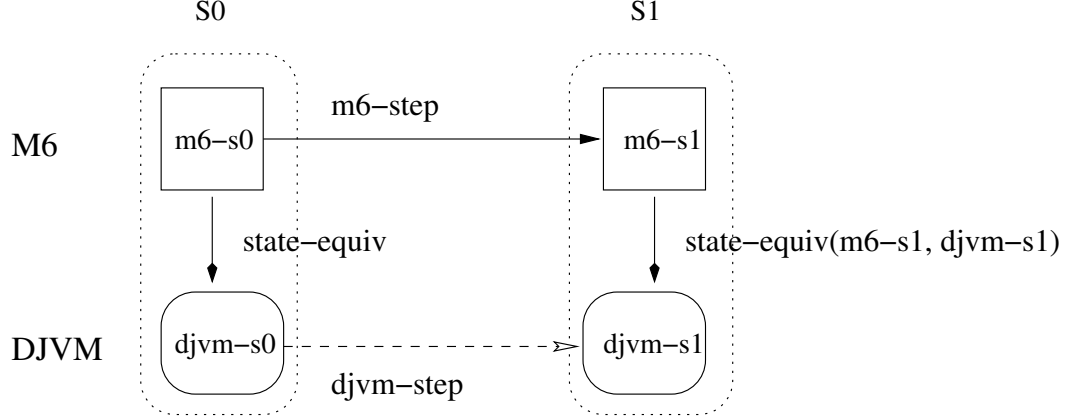 S0 S1
m6−step
M6 m6−s0 m6−s1
state−equiv state−equiv(m6−s1, djvm−s1)
DJVM djvm−s0 djvm−s1
djvm−step